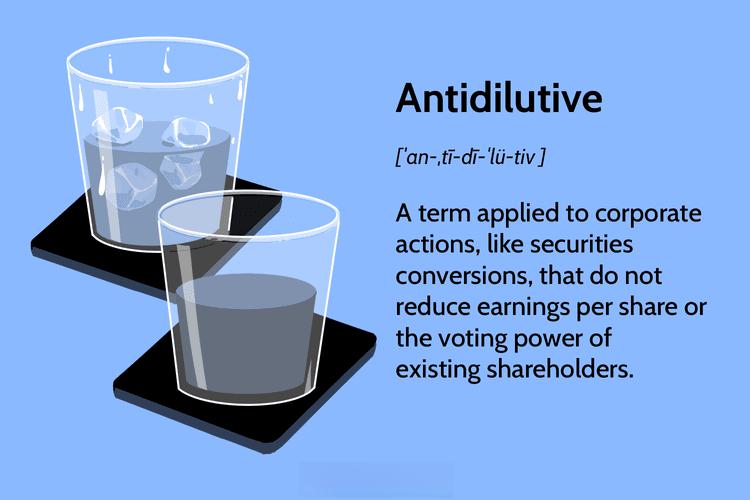 Antidilutive
[ˈan-ˌtī-dī-ˈlü-tiv ]
A term applied to corporate
actions, like securities
conversions, that do not
reduce earnings per share or
the voting power of
existing shareholders.